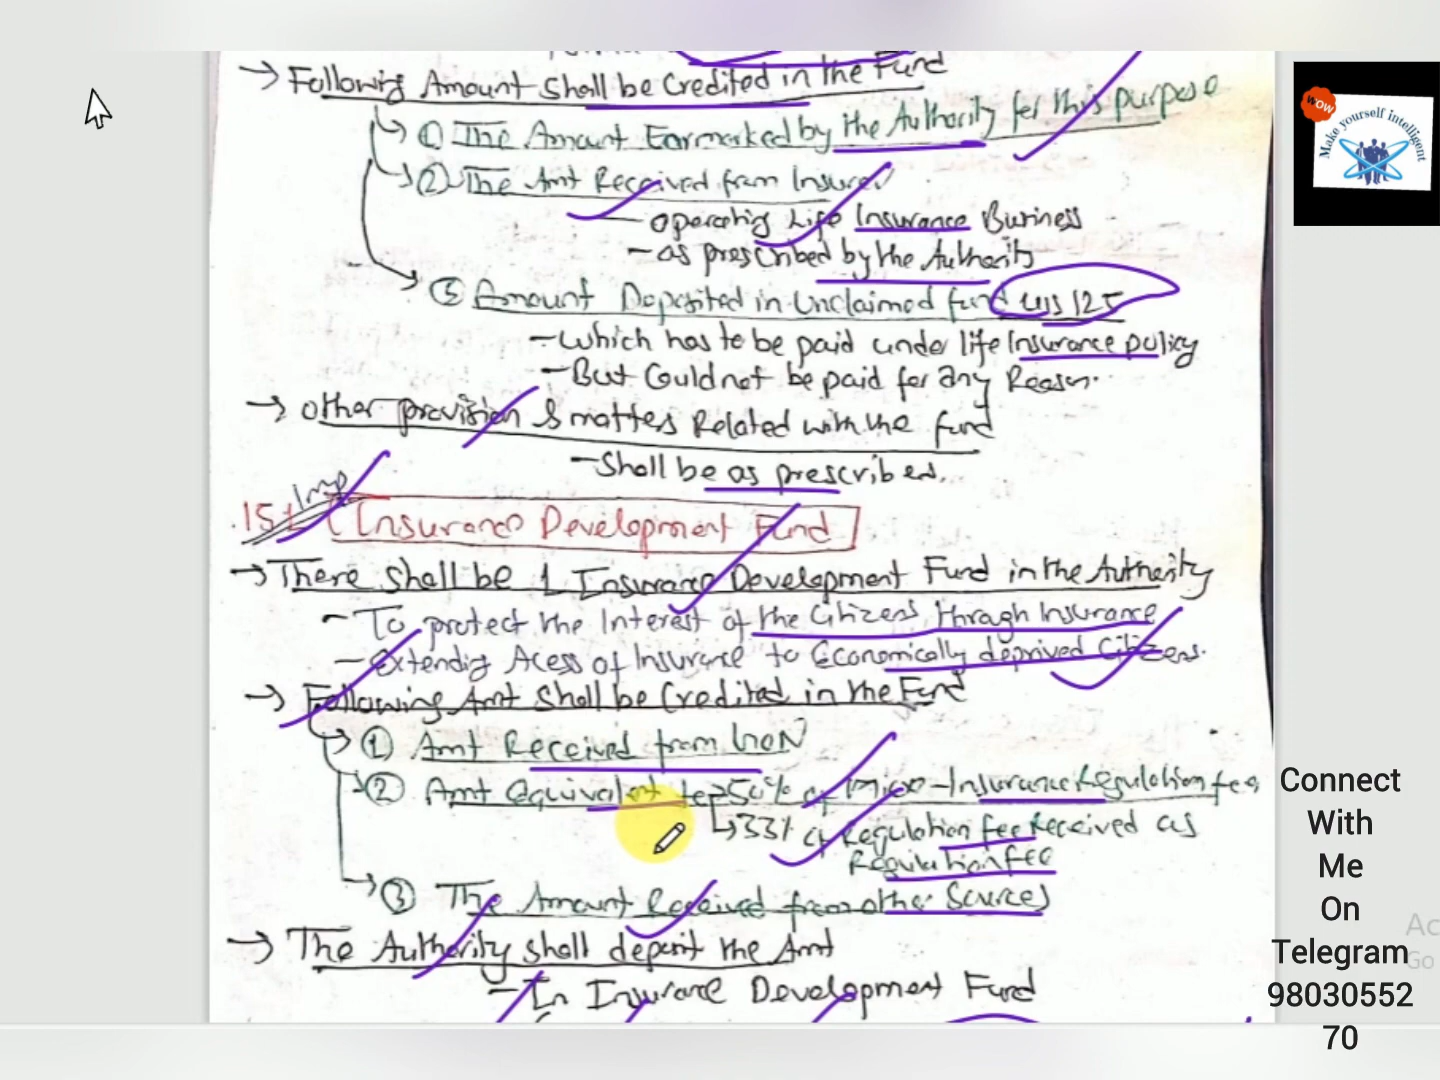 → Following Amount Shall be Credited in the Fund
① The Amount Earmarked by the Authority for this purpose
② The Amt Received from Insurer
— Operating Life Insurance Business
— as prescribed by the Authority
③ Amount Deposited in Unclaimed fund u/s 125
— Which has to be paid under life Insurance policy
— But Could not be paid for any Reason.
→ Other provision & matters Related with the fund
— Shall be as prescribed.
Imp
151 Insurance Development Fund
→ There Shall be 1 Insurance Development Fund in the Authority
— To protect the Interest of the Citizens through Insurance
— Extendig Acess of Insurance to Economically deprived Citizens.
→ Following Amt Shall be Credited in the Fund
① Amt Received from GoN
② Amt equivalent to 50% of Micro-Insurance Regulation fee
↳ 33% of Regulation fee Received as
Regulation fee
③ The Amount Received from other Sources
→ The Authority shall deposit the Amt
— In Insurance Development Fund
WOW
Make yourself intelligent
Connect
With
Me
On
Telegram
98030552
70
Ac
Go